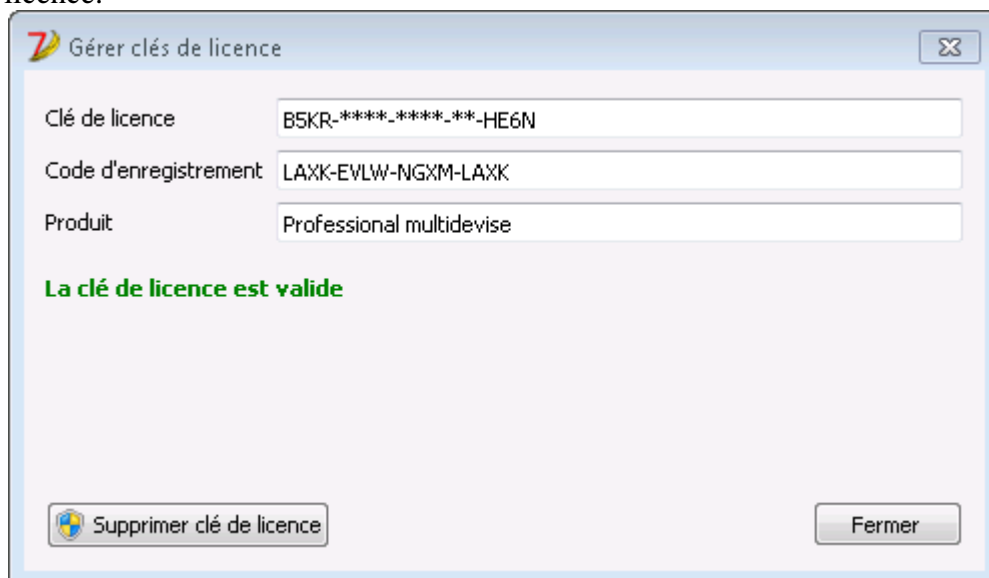 licence.
Gérer clés de licence
Clé de licence B5KR-****-****-**-HE6N
Code d'enregistrement LAXK-EVLW-NGXM-LAXK
Produit Professional multidevise
La clé de licence est valide
Supprimer clé de licence Fermer